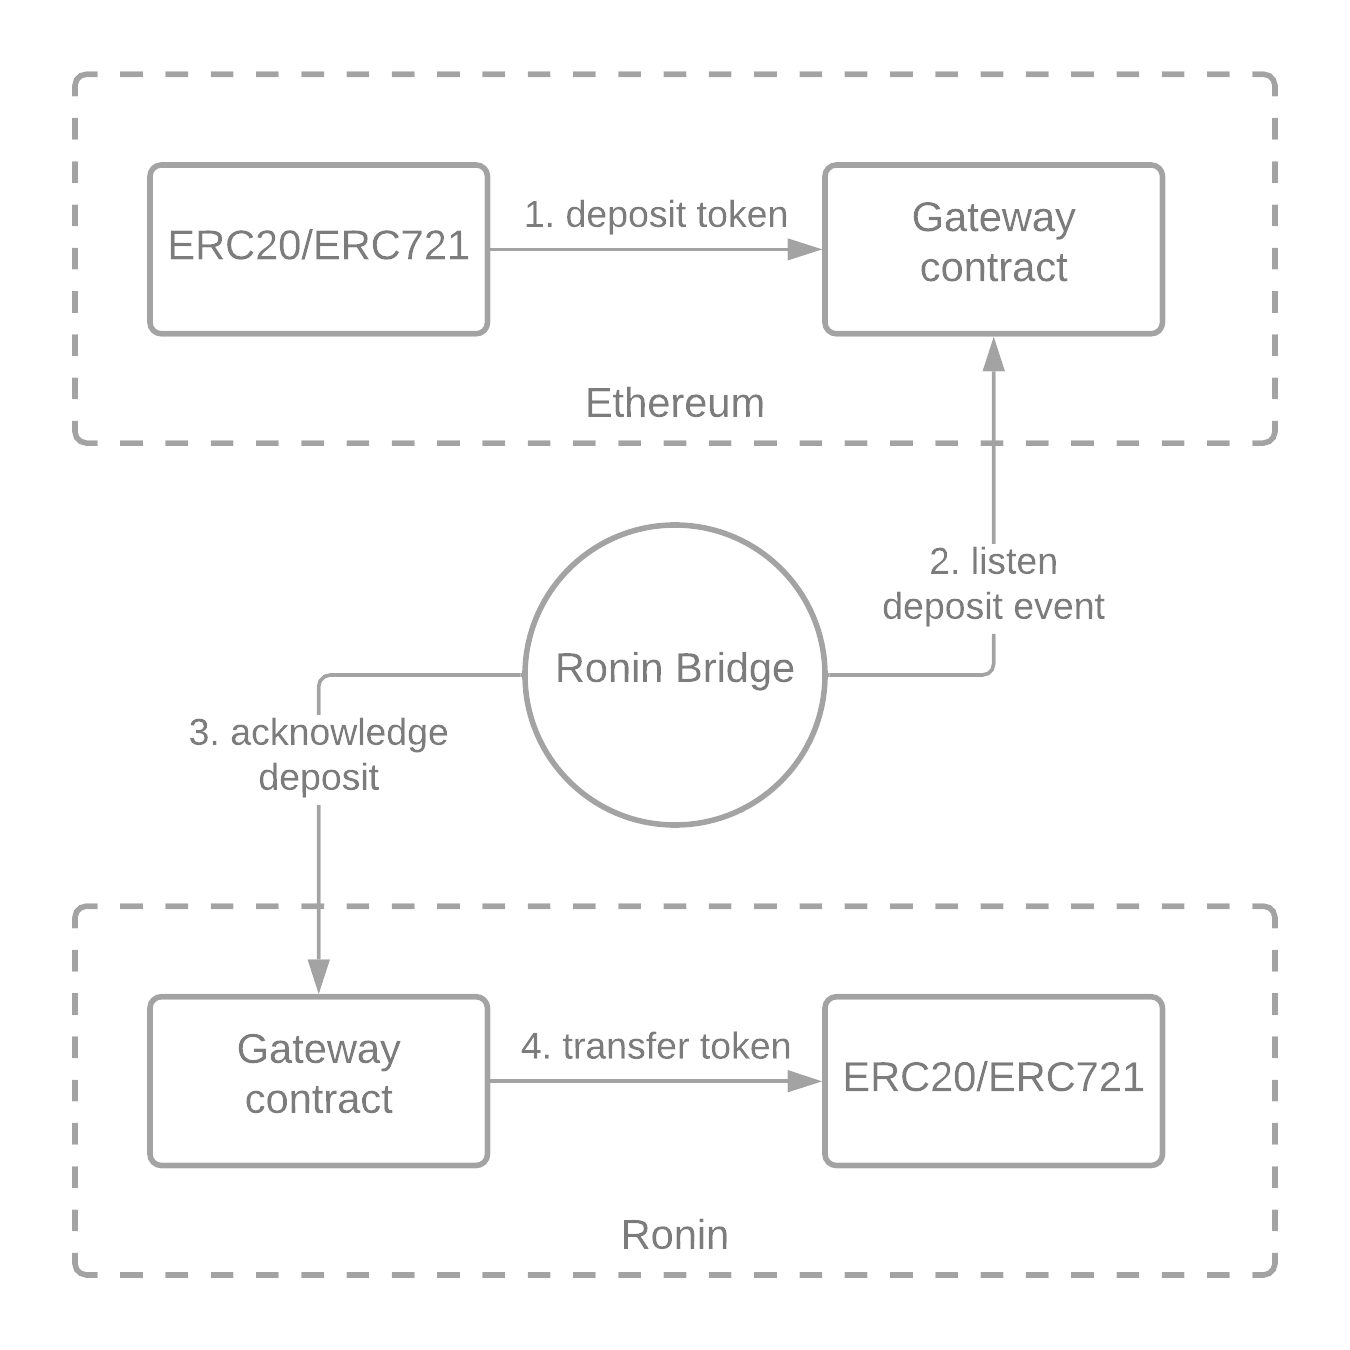 ERC20/ERC721
1. deposit token
Gateway
contract
Ethereum
2. listen
deposit event
Ronin Bridge
3. acknowledge
deposit
Gateway
contract
4. transfer token
ERC20/ERC721
Ronin